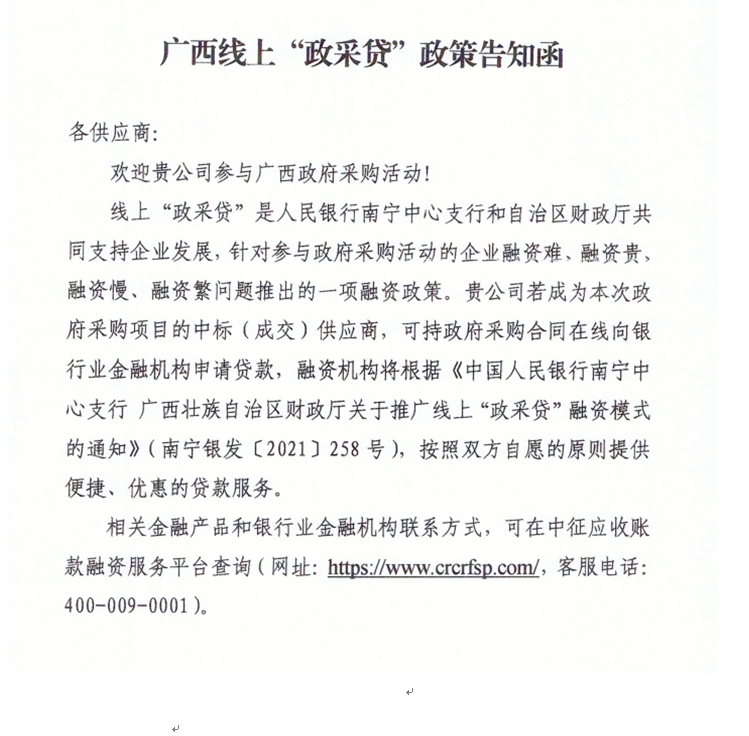 广西线上“政采贷”政策告知函
各供应商:
欢迎贵公司参与广西政府采购活动!
线上“政采贷”是人民银行南宁中心支行和自治区财政厅共
同支持企业发展,针对参与政府采购活动的企业融资难、融资贵、
融资慢、融资繁问题推出的一项融资政策。贵公司若成为本次政
府采购项目的中标(成交)供应商,可持政府采购合同在线向银
行业金融机构申请贷款,融资机构将根据《中国人民银行南宁中
心支行 广西壮族自治区财政厅关于推广线上“政采贷”融资模式
的通知》(南宁银发〔2021〕258 号),按照双方自愿的原则提供
便捷、优惠的贷款服务。
相关金融产品和银行业金融机构联系方式,可在中征应收账
款融资服务平台查询(网址:https://www.crcrfsp.com/,客服电话:
400-009-0001)。